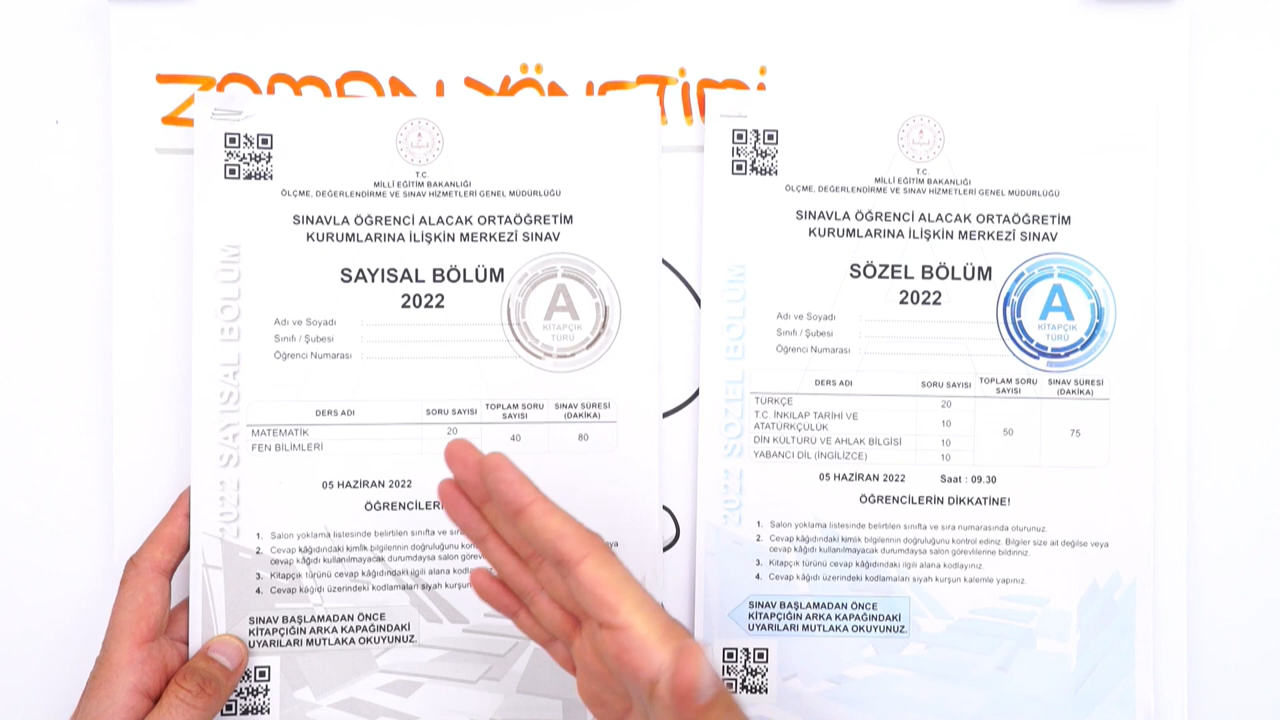 ZAMAN YÖNETİMİ
T.C.
MİLLİ EĞİTİM BAKANLIĞI
ÖLÇME, DEĞERLENDİRME VE SINAV HİZMETLERİ GENEL MÜDÜRLÜĞÜ
SINAVLA ÖĞRENCİ ALACAK ORTAÖĞRETİM
KURUMLARINA İLİŞKİN MERKEZÎ SINAV
SAYISAL BÖLÜM
2022
A
KİTAPÇIK
TÜRÜ
Adı ve Soyadı :
Sınıfı / Şubesi :
Öğrenci Numarası :
2022 SAYISAL BÖLÜM
DERS ADI SORU SAYISI TOPLAM SORU SAYISI SINAV SÜRESİ (DAKİKA)
MATEMATİK 20 40 80
FEN BİLİMLERİ
05 HAZİRAN 2022
ÖĞRENCİLERİ
1. Salon yoklama listesinde belirtilen sınıfta ve sıra
2. Cevap kâğıdındaki kimlik bilgilerinin doğruluğunu
cevap kâğıdı kullanılmayacak durumdaysa salon
3. Kitapçık türünü cevap kâğıdındaki ilgili alana
4. Cevap kâğıdı üzerindeki kodlamaları siyah kurşun
SINAV BAŞLAMADAN ÖNCE
KİTAPÇIĞIN ARKA KAPAĞINDAKİ
UYARILARI MUTLAKA OKUYUNUZ.
T.C.
MİLLİ EĞİTİM BAKANLIĞI
ÖLÇME, DEĞERLENDİRME VE SINAV HİZMETLERİ GENEL MÜDÜRLÜĞÜ
SINAVLA ÖĞRENCİ ALACAK ORTAÖĞRETİM
KURUMLARINA İLİŞKİN MERKEZÎ SINAV
SÖZEL BÖLÜM
2022
A
KİTAPÇIK
TÜRÜ
Adı ve Soyadı :
Sınıfı / Şubesi :
Öğrenci Numarası :
2022 SÖZEL BÖLÜM
DERS ADI SORU SAYISI TOPLAM SORU SAYISI SINAV SÜRESİ (DAKİKA)
TÜRKÇE 20 50 75
T.C. İNKILAP TARİHİ VE
ATATÜRKÇÜLÜK 10
DİN KÜLTÜRÜ VE AHLAK BİLGİSİ 10
YABANCI DİL (İNGİLİZCE) 10
05 HAZİRAN 2022 Saat : 09.30
ÖĞRENCİLERİN DİKKATİNE!
1. Salon yoklama listesinde belirtilen sınıfta ve sıra numarasında oturunuz.
2. Cevap kâğıdındaki kimlik bilgilerinin doğruluğunu kontrol ediniz. Bilgiler size ait değilse veya
cevap kâğıdı kullanılmayacak durumdaysa salon görevlilerine bildiriniz.
3. Kitapçık türünü cevap kâğıdındaki ilgili alana kodlayınız.
4. Cevap kâğıdı üzerindeki kodlamaları siyah kurşun kalemle yapınız.
SINAV BAŞLAMADAN ÖNCE
KİTAPÇIĞIN ARKA KAPAĞINDAKİ
UYARILARI MUTLAKA OKUYUNUZ.